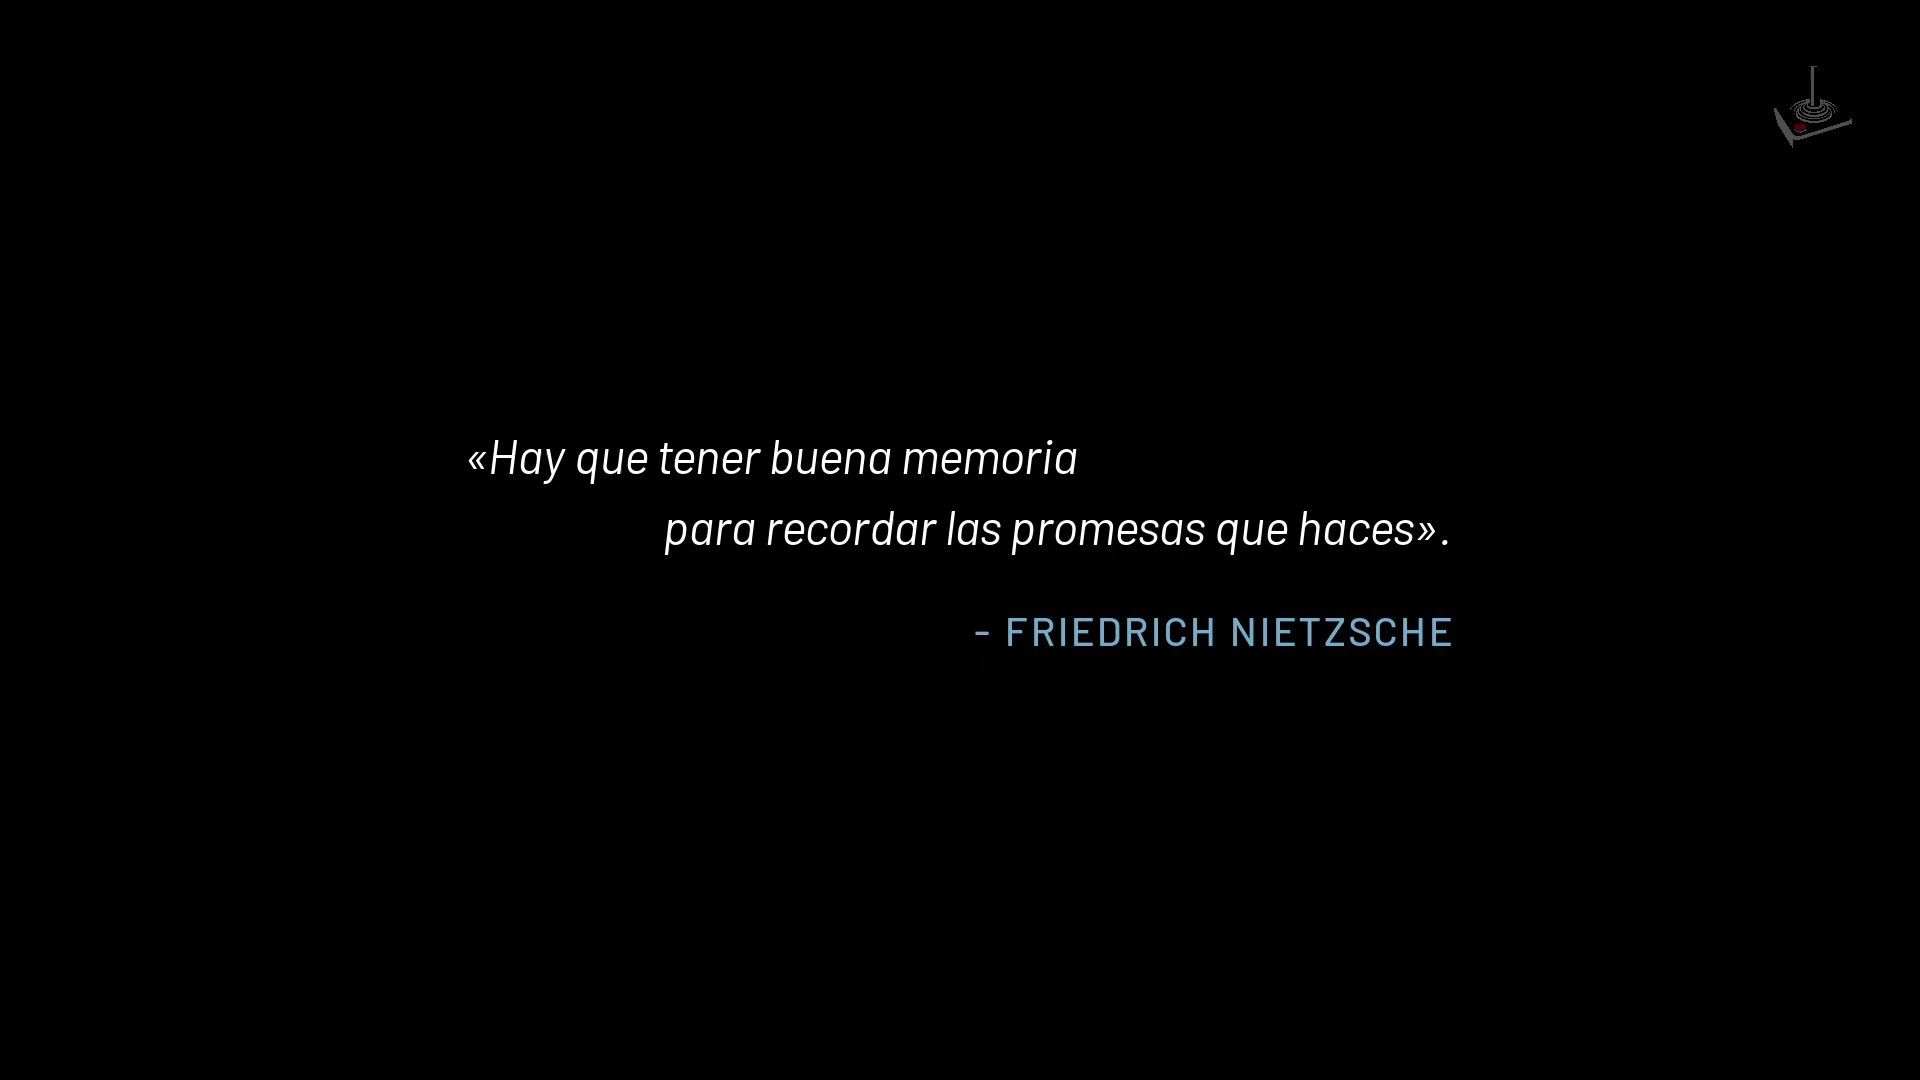 «Hay que tener buena memoria
para recordar las promesas que haces».
- FRIEDRICH NIETZSCHE